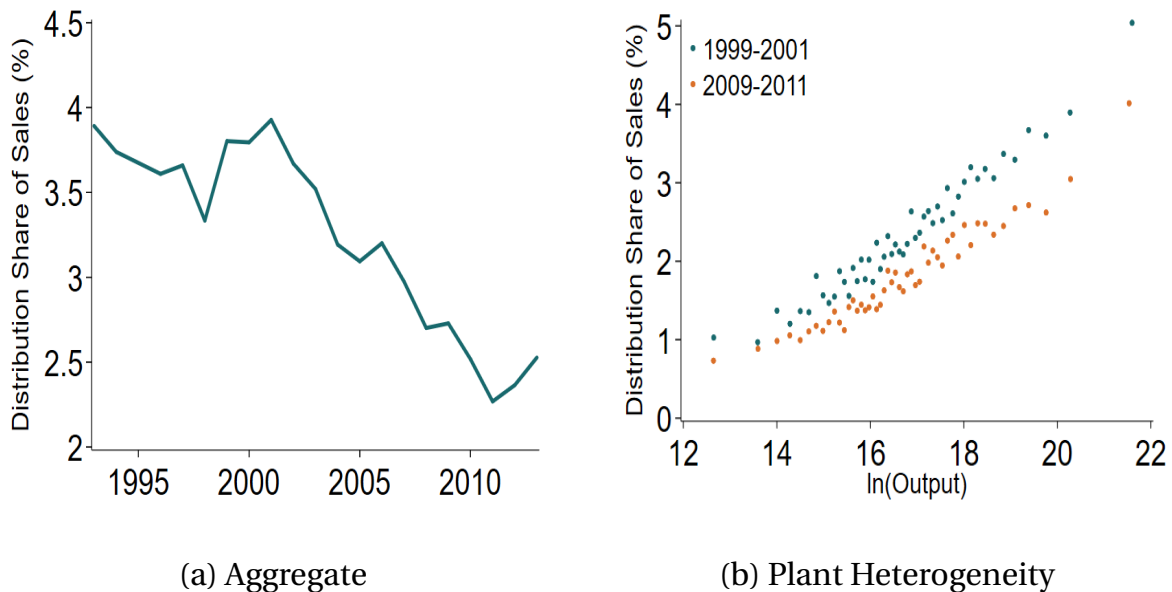 Distribution Share of Sales (%)
4.5
4
3.5
3
2.5
2
1995 2000 2005 2010
(a) Aggregate
Distribution Share of Sales (%)
5
4
3
2
1
0
1999-2001
2009-2011
12 14 16 18 20 22
ln(Output)
(b) Plant Heterogeneity